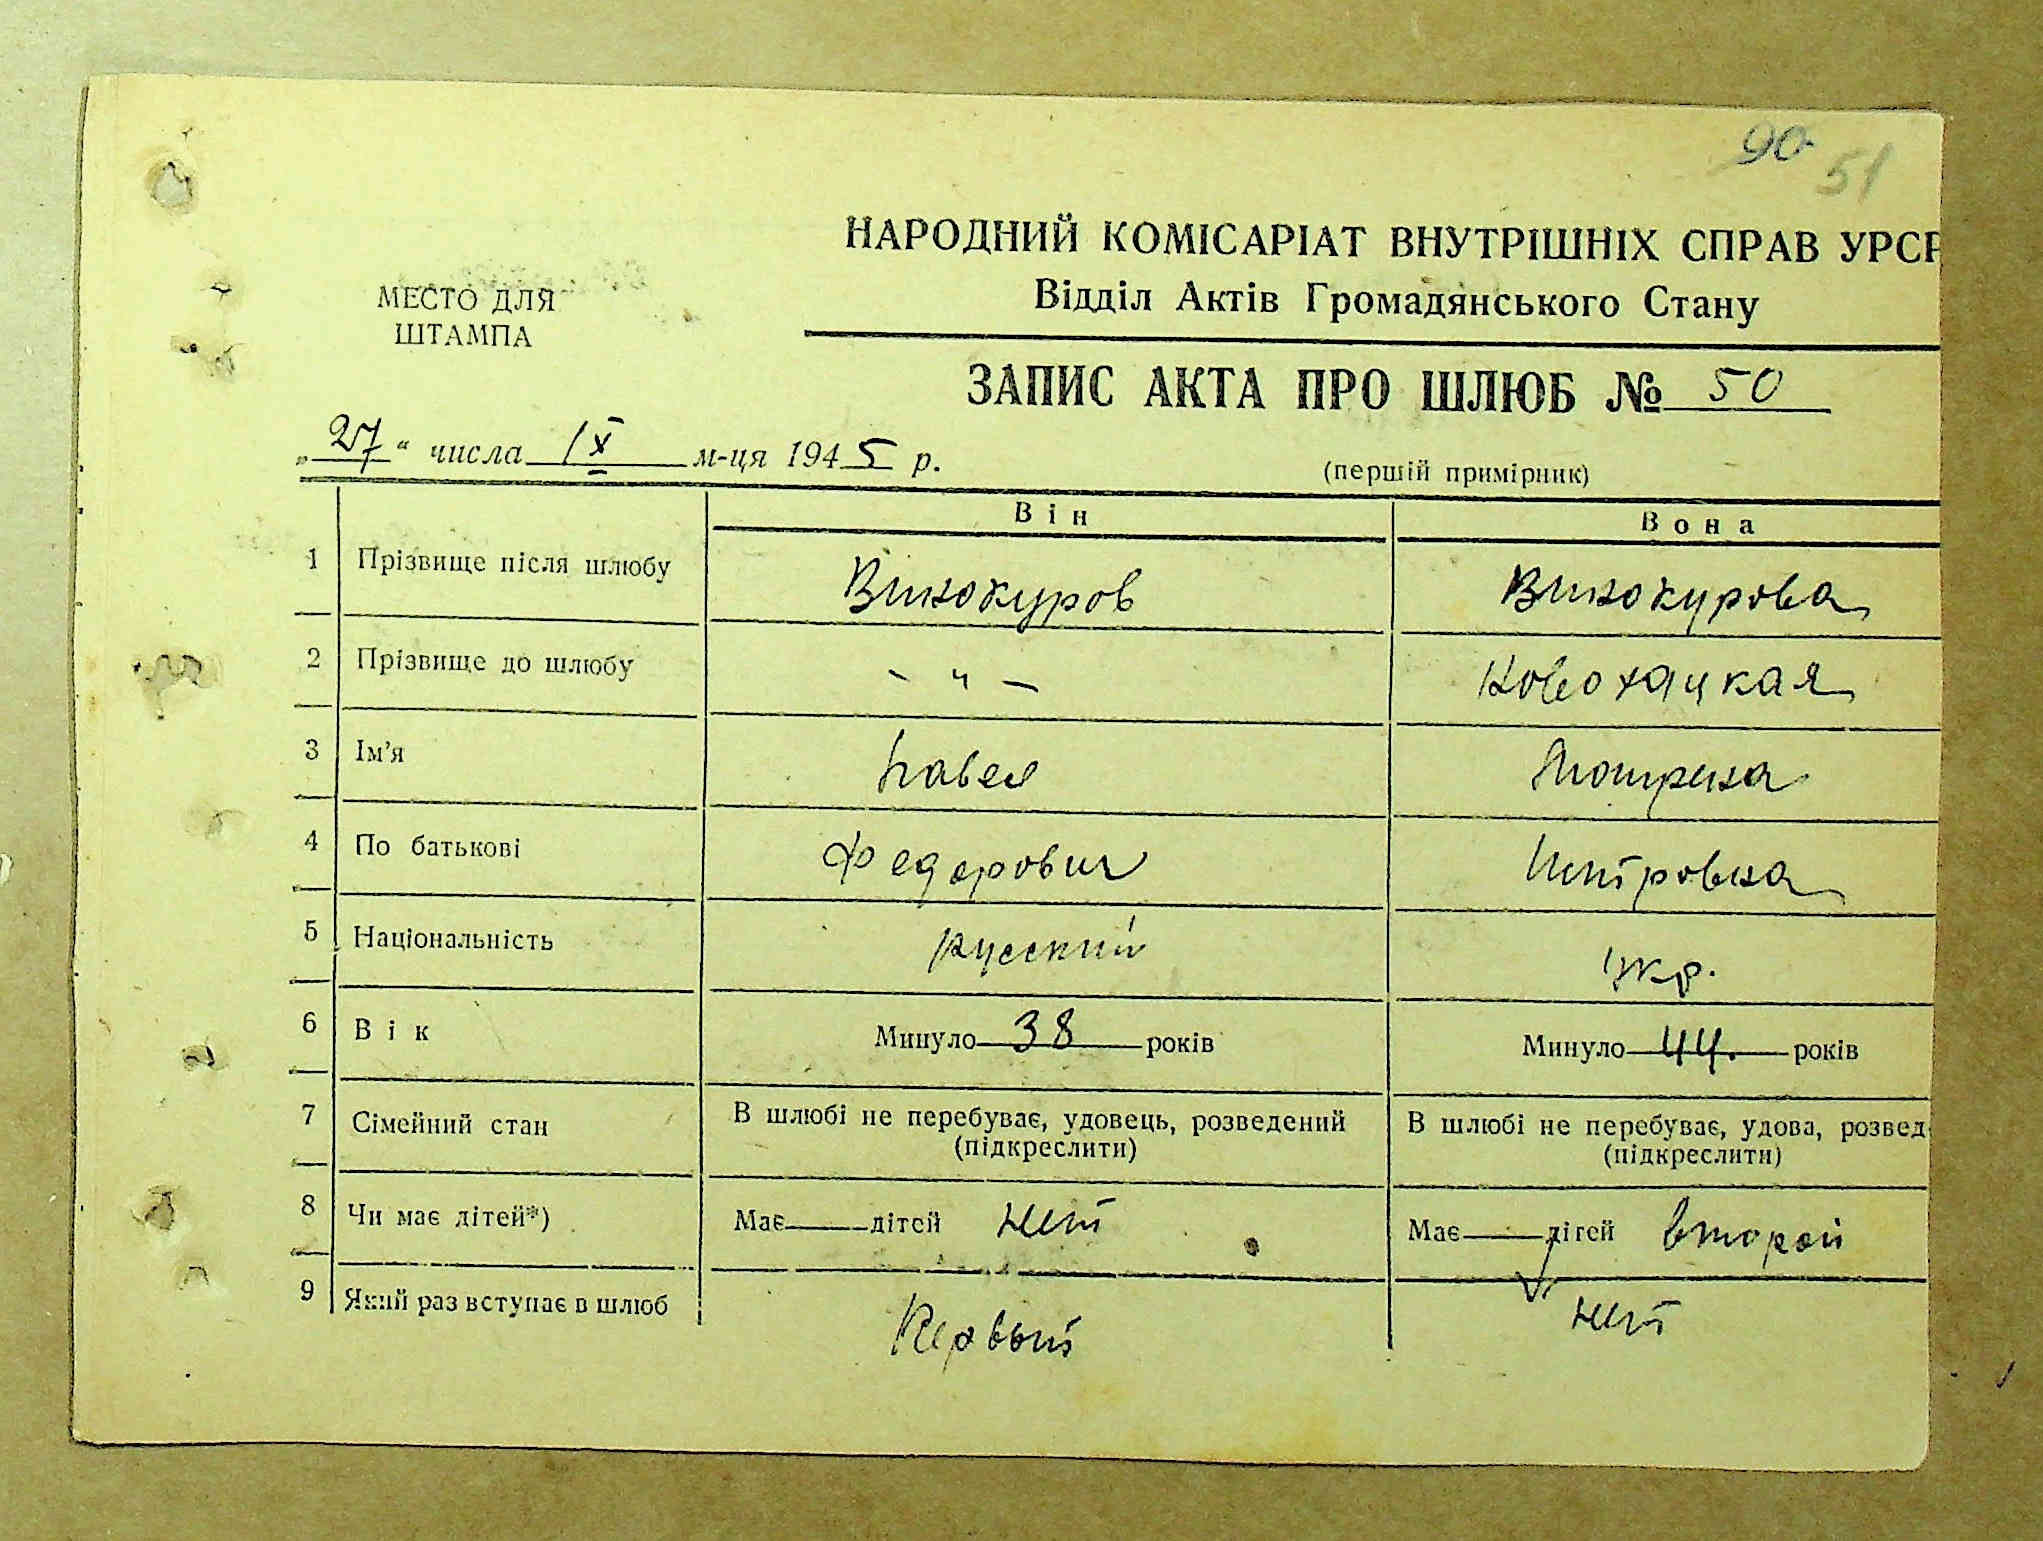 90 51
НАРОДНИЙ КОМІСАРІАТ ВНУТРІШНІХ СПРАВ УРСР
Відділ Актів Громадянського Стану
МЕСТО ДЛЯ
ШТАМПА
ЗАПИС АКТА ПРО ШЛЮБ № 50
„27“ числа IX м-ця 1945 р.
(першій примірник)
Він Вона
1 Прізвище після шлюбу Винокуров Винокурова
2 Прізвище до шлюбу – " – Новохацкая
3 Ім'я Павел
4 По батькові Федорович Питровна
5 Національність Русский Укр.
6 Вік Минуло 38 років Минуло 44. років
7 Сімейний стан В шлюбі не перебуває, удовець, розведений В шлюбі не перебуває, удова, розвед
(підкреслити) (підкреслити)
8 Чи має дітей*) Має дітей нет Має дітей второй
9 Який раз вступає в шлюб Первый нет